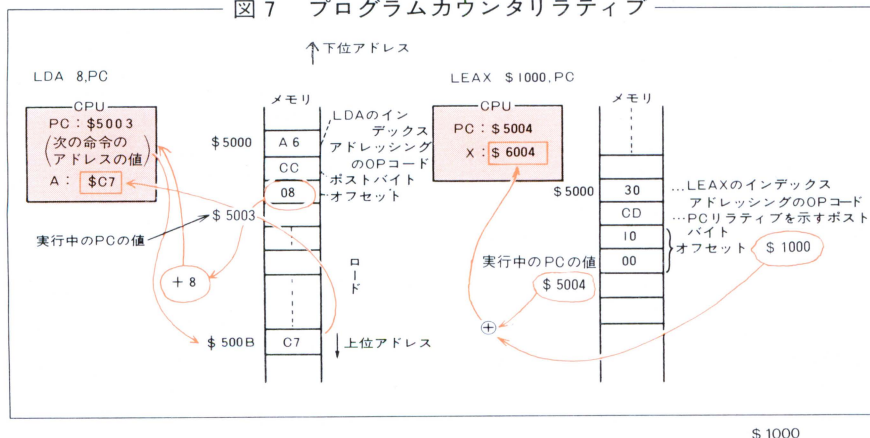 図7 プログラムカウンタリラティブ
↑下位アドレス
LDA 8,PC
CPU
PC：$5003
(次の命令の
アドレスの値)
A： $C7
メモリ
$5000
A6
CC
08
$5003
LDAのイン
デックス
アドレッシング
のOPコード
ポストバイト
オフセット
実行中のPCの値
+8
ロード
$500B
C7
↓上位アドレス
LEAX $1000,PC
CPU
PC：$5004
X：$6004
メモリ
$5000
30
CD
10
00
…LEAXのインデックス
アドレッシングのOPコード
…PCリラティブを示すポスト
バイト
オフセット $1000
実行中のPCの値
$5004
+
$1000